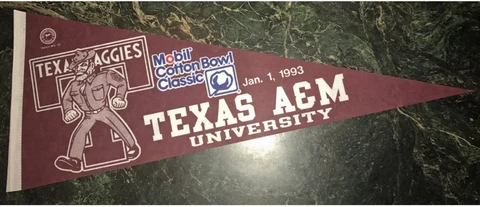 TEXAS AGGIES
Mobil
Cotton Bowl
Classic
Jan. 1, 1993
TEXAS A&M
UNIVERSITY